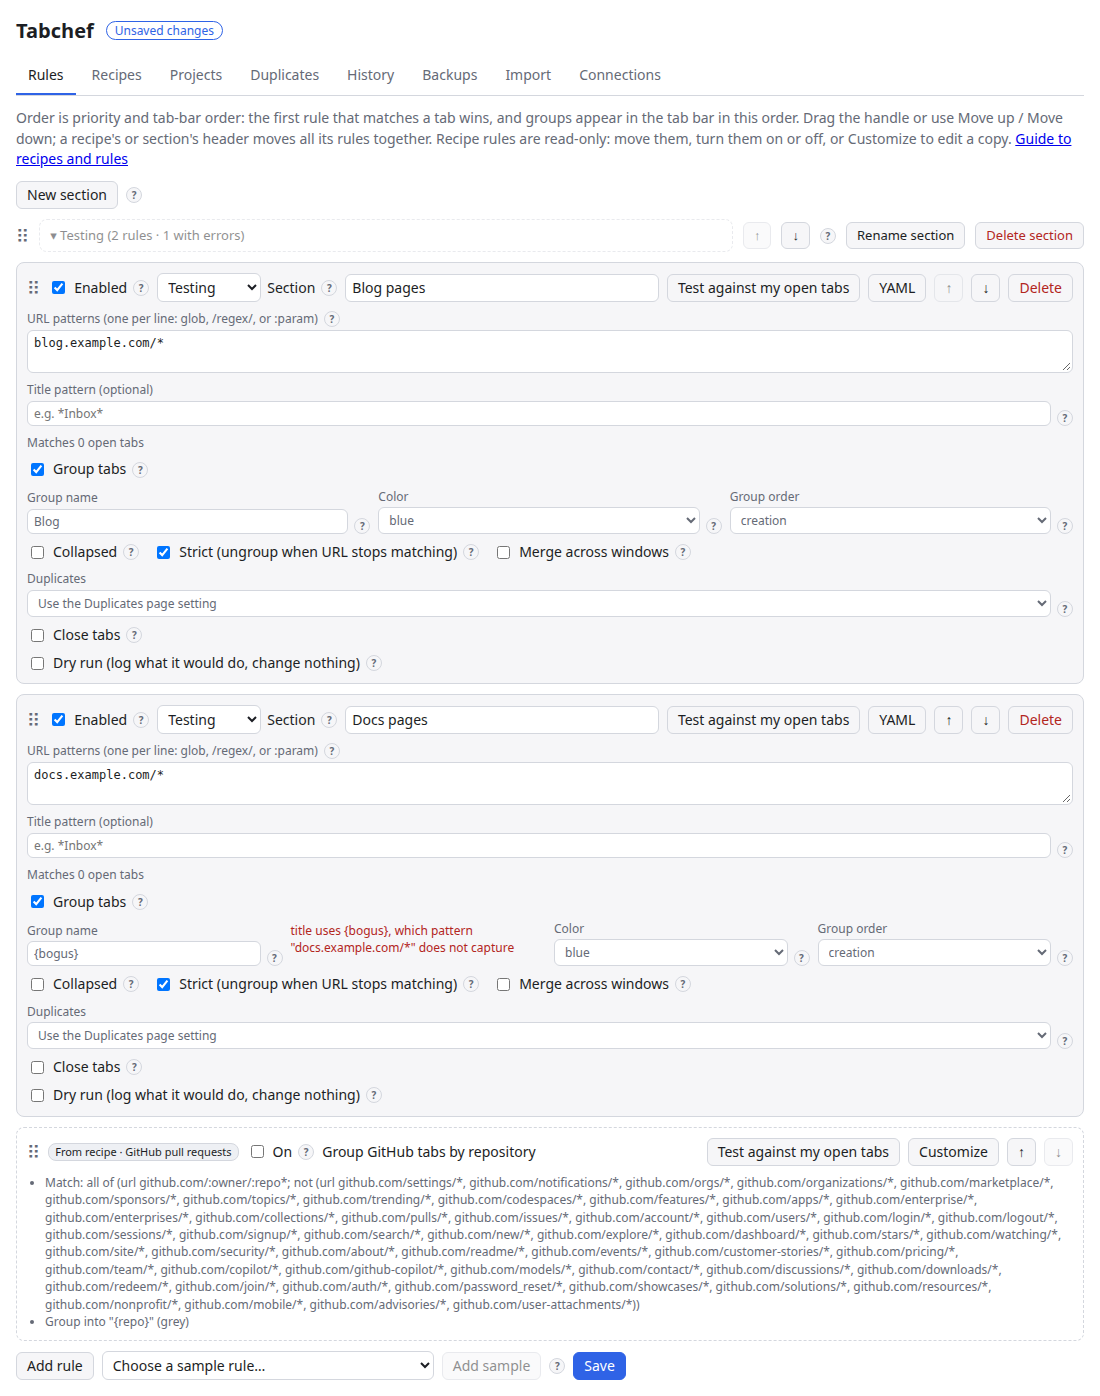 Tabchef Unsaved changes
Rules Recipes Projects Duplicates History Backups Import Connections
Order is priority and tab-bar order: the first rule that matches a tab wins, and groups appear in the tab bar in this order. Drag the handle or use Move up / Move
down; a recipe's or section's header moves all its rules together. Recipe rules are read-only: move them, turn them on or off, or Customize to edit a copy. Guide to
recipes and rules
New section ?
▾ Testing (2 rules · 1 with errors) ↑ ↓ ? Rename section Delete section
Enabled ? Testing Section ? Blog pages Test against my open tabs YAML ↑ ↓ Delete
URL patterns (one per line: glob, /regex/, or :param) ?
blog.example.com/*
Title pattern (optional)
e.g. *Inbox* ?
Matches 0 open tabs
Group tabs ?
Group name Color Group order
Blog ? blue ? creation ?
Collapsed ? Strict (ungroup when URL stops matching) ? Merge across windows ?
Duplicates
Use the Duplicates page setting ?
Close tabs ?
Dry run (log what it would do, change nothing) ?
Enabled ? Testing Section ? Docs pages Test against my open tabs YAML ↑ ↓ Delete
URL patterns (one per line: glob, /regex/, or :param) ?
docs.example.com/*
Title pattern (optional)
e.g. *Inbox* ?
Matches 0 open tabs
Group tabs ?
Group name title uses {bogus}, which pattern Color Group order
{bogus} ? "docs.example.com/*" does not capture blue ? creation ?
Collapsed ? Strict (ungroup when URL stops matching) ? Merge across windows ?
Duplicates
Use the Duplicates page setting ?
Close tabs ?
Dry run (log what it would do, change nothing) ?
From recipe · GitHub pull requests On ? Group GitHub tabs by repository Test against my open tabs Customize ↑ ↓
• Match: all of (url github.com/:owner/:repo*; not (url github.com/settings/*, github.com/notifications/*, github.com/orgs/*, github.com/organizations/*, github.com/marketplace/*,
github.com/sponsors/*, github.com/topics/*, github.com/trending/*, github.com/codespaces/*, github.com/features/*, github.com/apps/*, github.com/enterprise/*,
github.com/enterprises/*, github.com/collections/*, github.com/pulls/*, github.com/issues/*, github.com/account/*, github.com/users/*, github.com/login/*, github.com/logout/*,
github.com/sessions/*, github.com/signup/*, github.com/search/*, github.com/new/*, github.com/explore/*, github.com/dashboard/*, github.com/stars/*, github.com/watching/*,
github.com/site/*, github.com/security/*, github.com/about/*, github.com/readme/*, github.com/events/*, github.com/customer-stories/*, github.com/pricing/*,
github.com/team/*, github.com/copilot/*, github.com/github-copilot/*, github.com/models/*, github.com/contact/*, github.com/discussions/*, github.com/downloads/*,
github.com/redeem/*, github.com/join/*, github.com/auth/*, github.com/password_reset/*, github.com/showcases/*, github.com/solutions/*, github.com/resources/*,
github.com/nonprofit/*, github.com/mobile/*, github.com/advisories/*, github.com/user-attachments/*))
• Group into "{repo}" (grey)
Add rule Choose a sample rule... Add sample ? Save